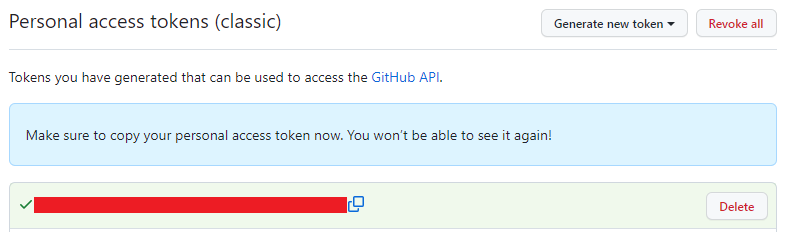 Personal access tokens (classic)
Generate new token
Revoke all
Tokens you have generated that can be used to access the GitHub API.
Make sure to copy your personal access token now. You won't be able to see it again!
Delete